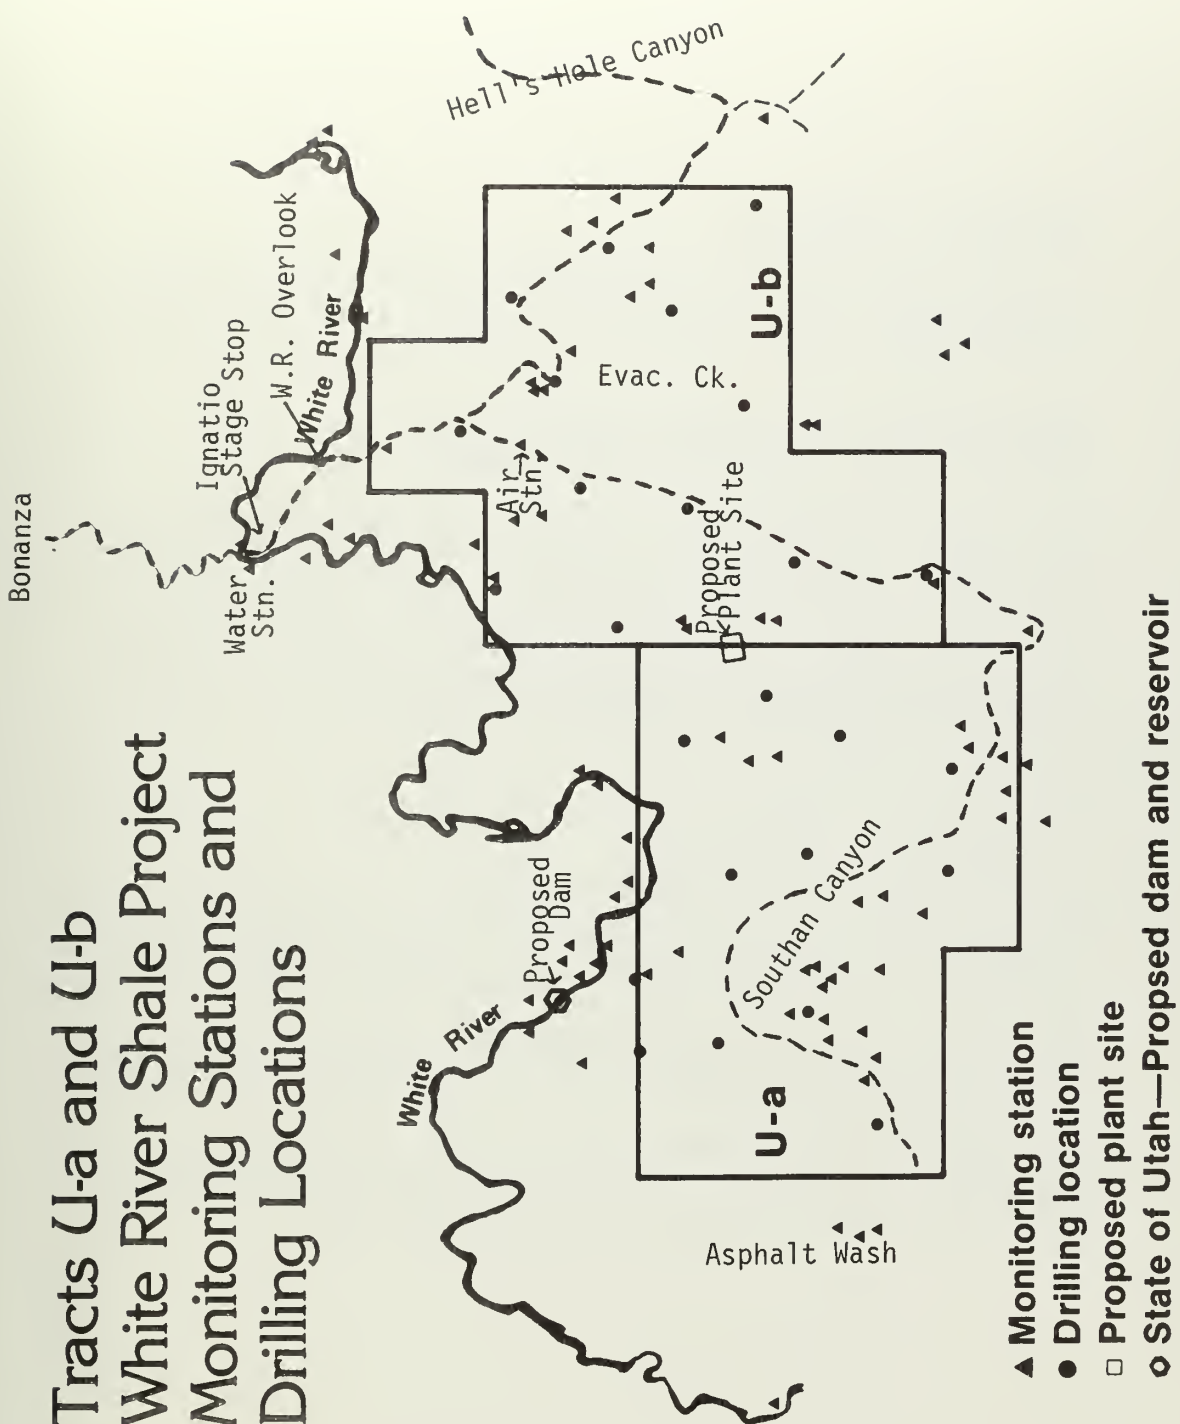 Tracts U-a and U-b
White River Shale Project
Monitoring Stations and
Drilling Locations
Bonanza
Ignatio
Stage Stop
W.R. Overlook
White River
Water
Stn.
Hell's Hole Canyon
Air
Stn.
Evac. Ck.
U-b
Proposed
Plant Site
Proposed
Dam
White River
Southan Canyon
U-a
Asphalt Wash
Monitoring station
Drilling location
Proposed plant site
State of Utah—Propsed dam and reservoir